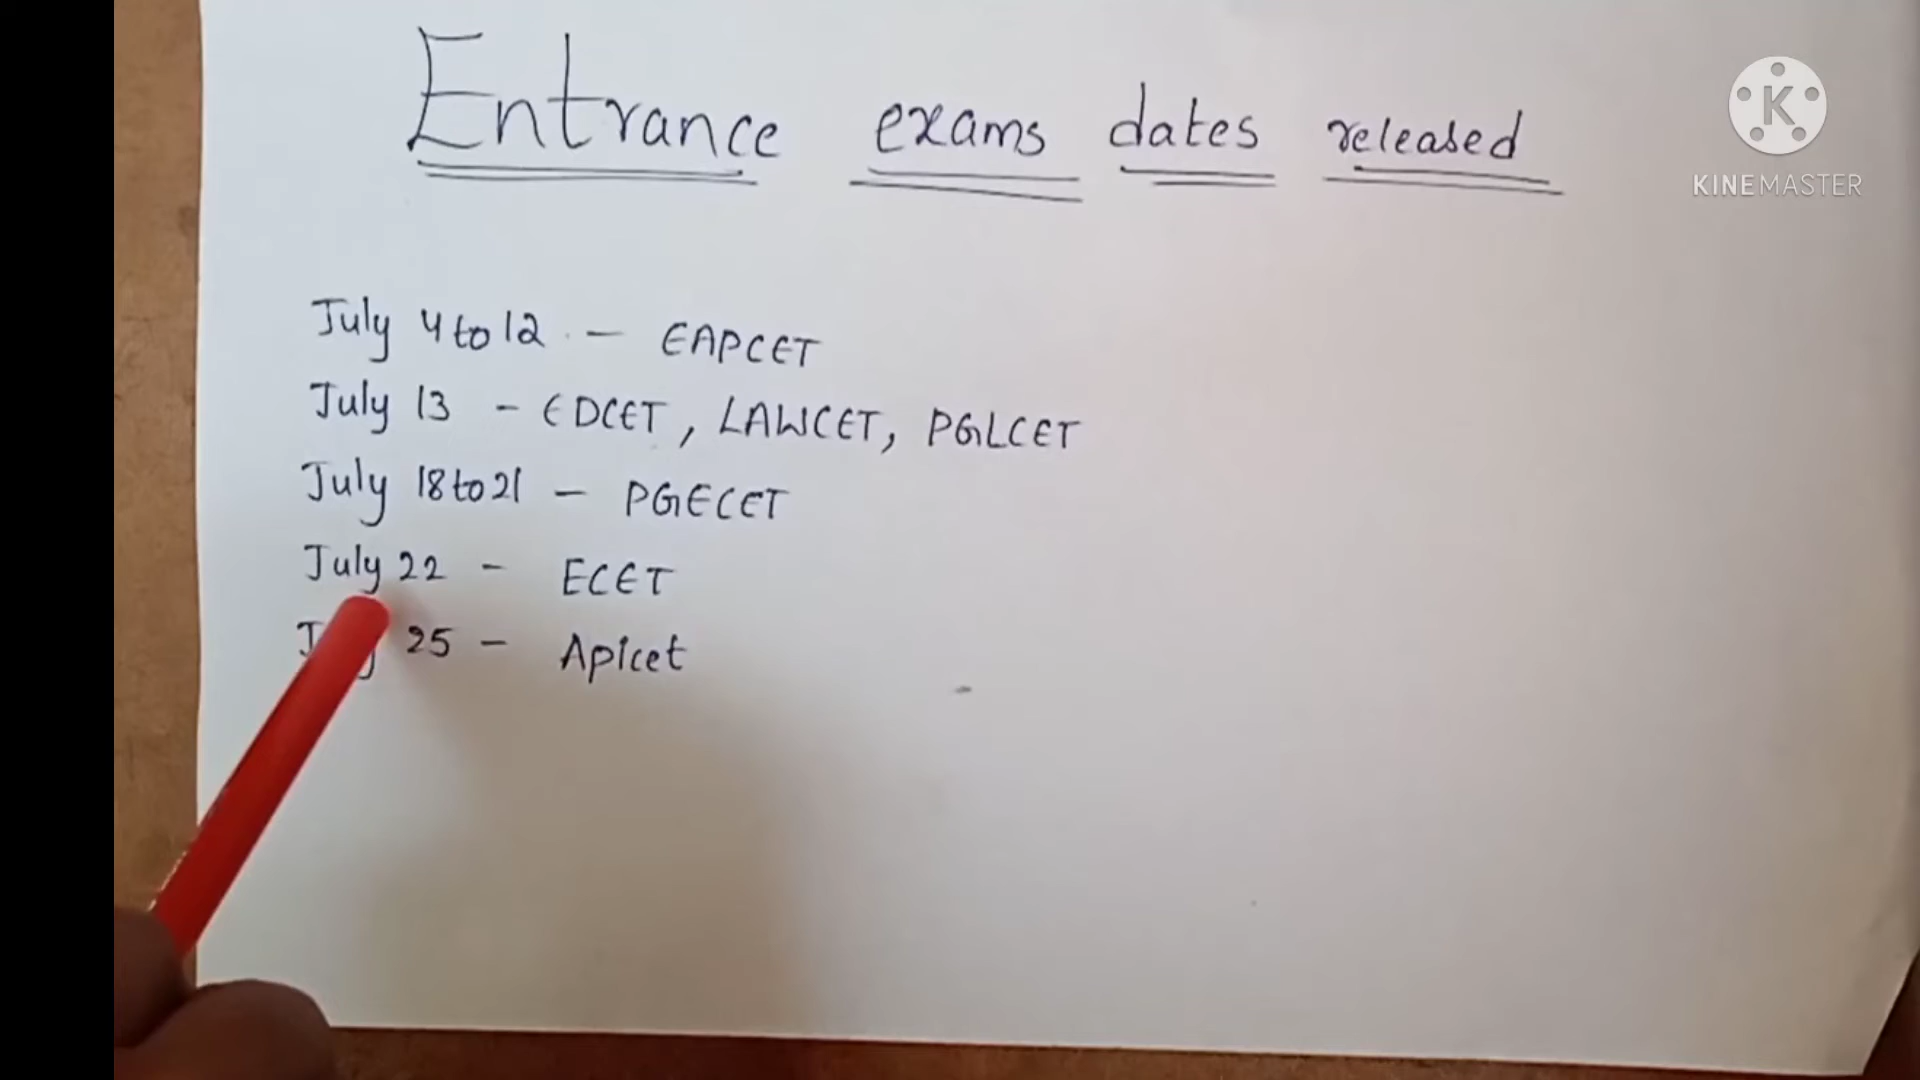 Entrance exams dates released
K
KINEMASTER
July 4 to 12 - EAPCET
July 13 - EDCET, LAWCET, PGLCET
July 18 to 21 - PGECET
July 22 - ECET
25 - Apicet